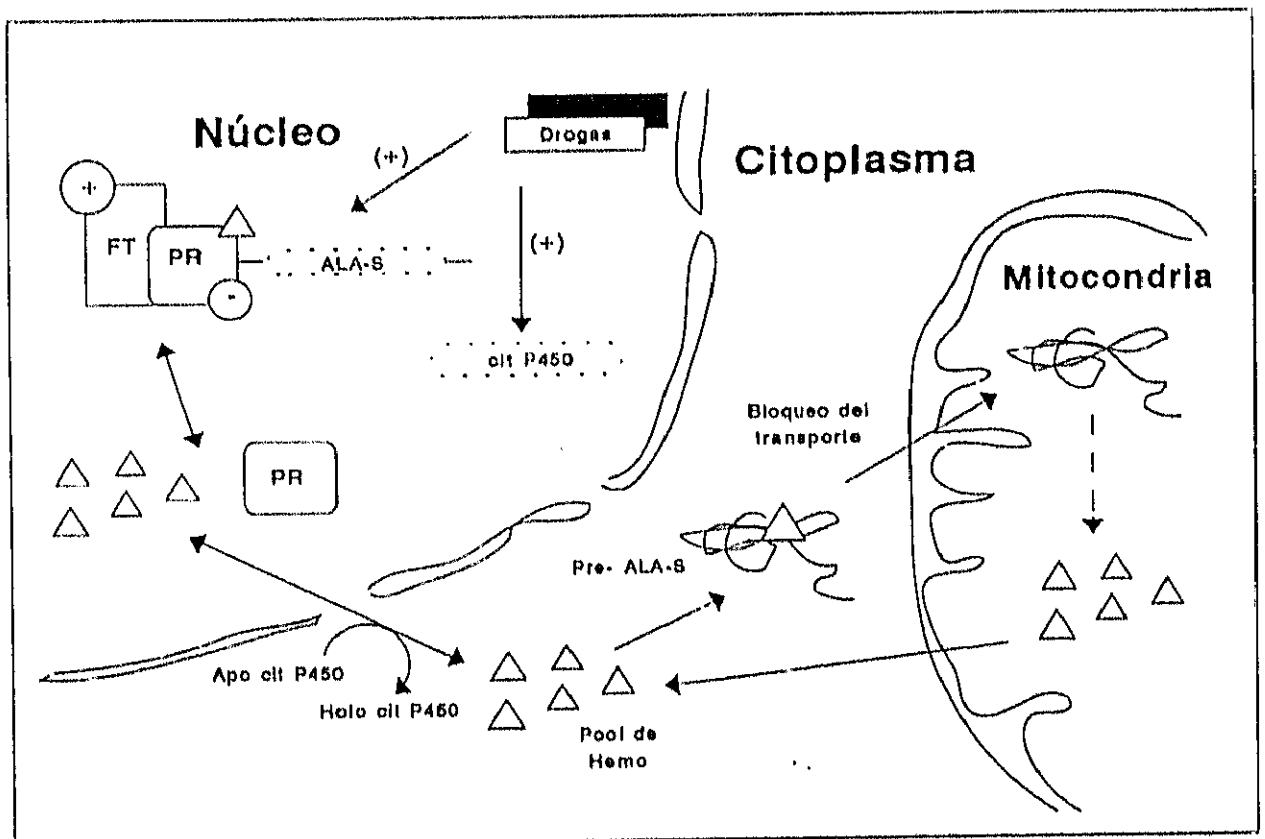 Núcleo
Drogas
(+)
Citoplasma
+
FT
PR
ALA-S
(+)
-
cit P450
Mitocondria
Bloqueo del
transporte
PR
Pre- ALA-S
Apo cit P450
Holo cit P450
Pool de
Hemo